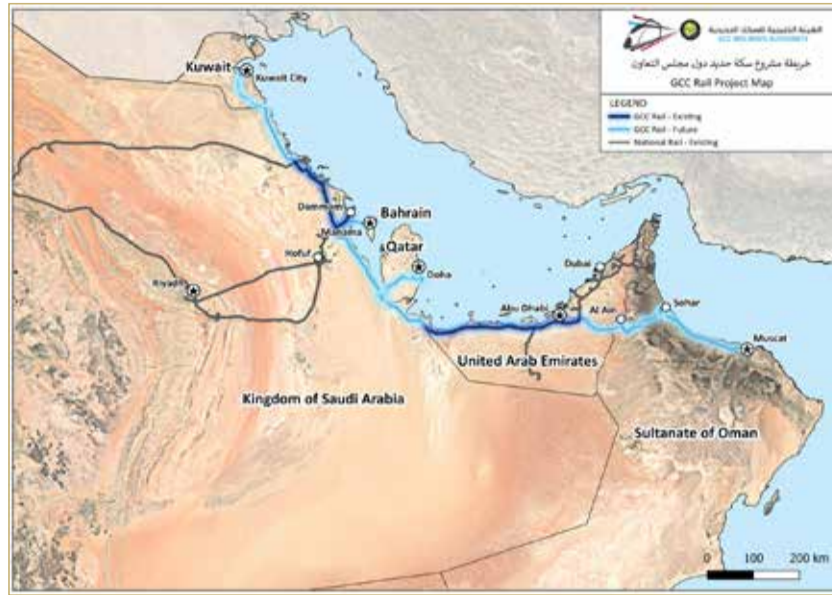 الهيئة الخليجية للسكك الحديدية
GCC RAILWAYS AUTHORITY
خريطة مشروع سكة حديد دول مجلس التعاون
GCC Rail Project Map
LEGEND
GCC Rail - Existing
GCC Rail - Future
National Rail - Existing
Kuwait
Kuwait City
Dammam
Bahrain
Manama
Qatar
Hofuf
Doha
Dubai
Riyadh
Abu Dhabi
Al Ain
Sohar
Muscat
United Arab Emirates
Kingdom of Saudi Arabia
Sultanate of Oman
0 100 200 km